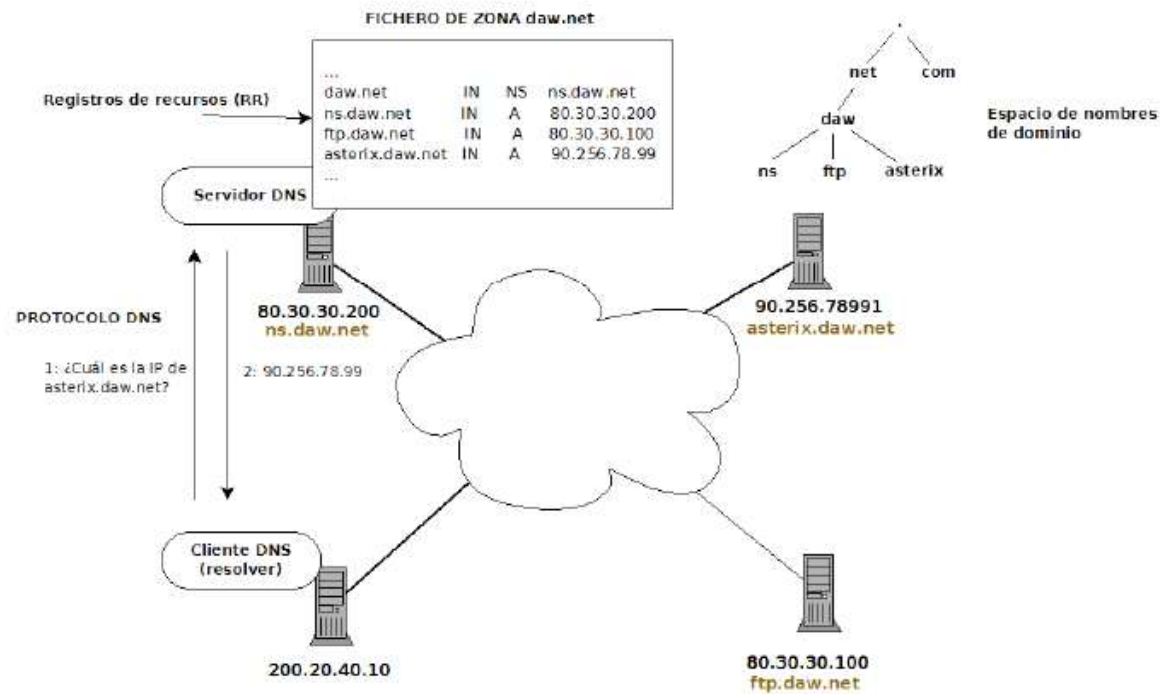 FICHERO DE ZONA daw.net
...
daw.net IN NS ns.daw.net
ns.daw.net IN A 80.30.30.200
ftp.daw.net IN A 80.30.30.100
asterix.daw.net IN A 90.256.78.99
...
Registros de recursos (RR)
.
net com
daw
ns ftp asterix
Espacio de nombres
de dominio
Servidor DNS
80.30.30.200
ns.daw.net
90.256.78991
asterix.daw.net
PROTOCOLO DNS
1: ¿Cuál es la IP de
asterix.daw.net?
2: 90.256.78.99
Cliente DNS
(resolver)
200.20.40.10
80.30.30.100
ftp.daw.net